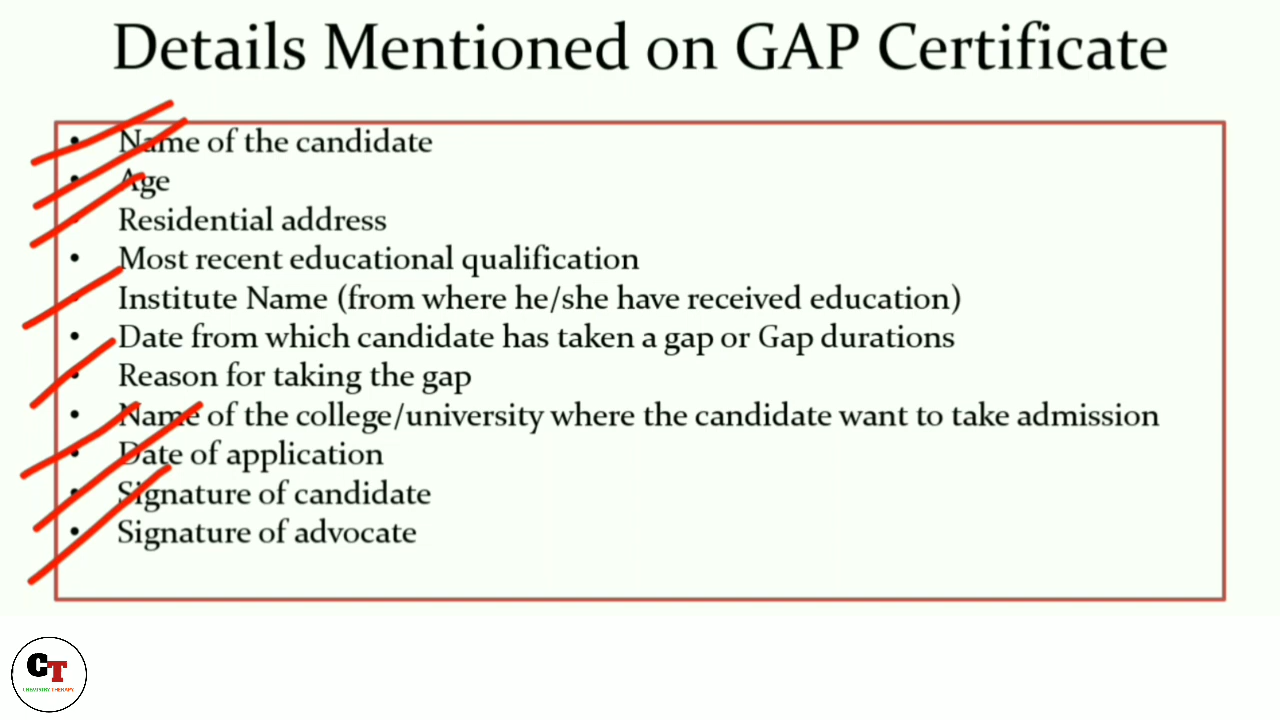 Details Mentioned on GAP Certificate
• Name of the candidate
• Age
• Residential address
• Most recent educational qualification
• Institute Name (from where he/she have received education)
• Date from which candidate has taken a gap or Gap durations
• Reason for taking the gap
• Name of the college/university where the candidate want to take admission
• Date of application
• Signature of candidate
• Signature of advocate
CT
CHEMISTRY THERAPY